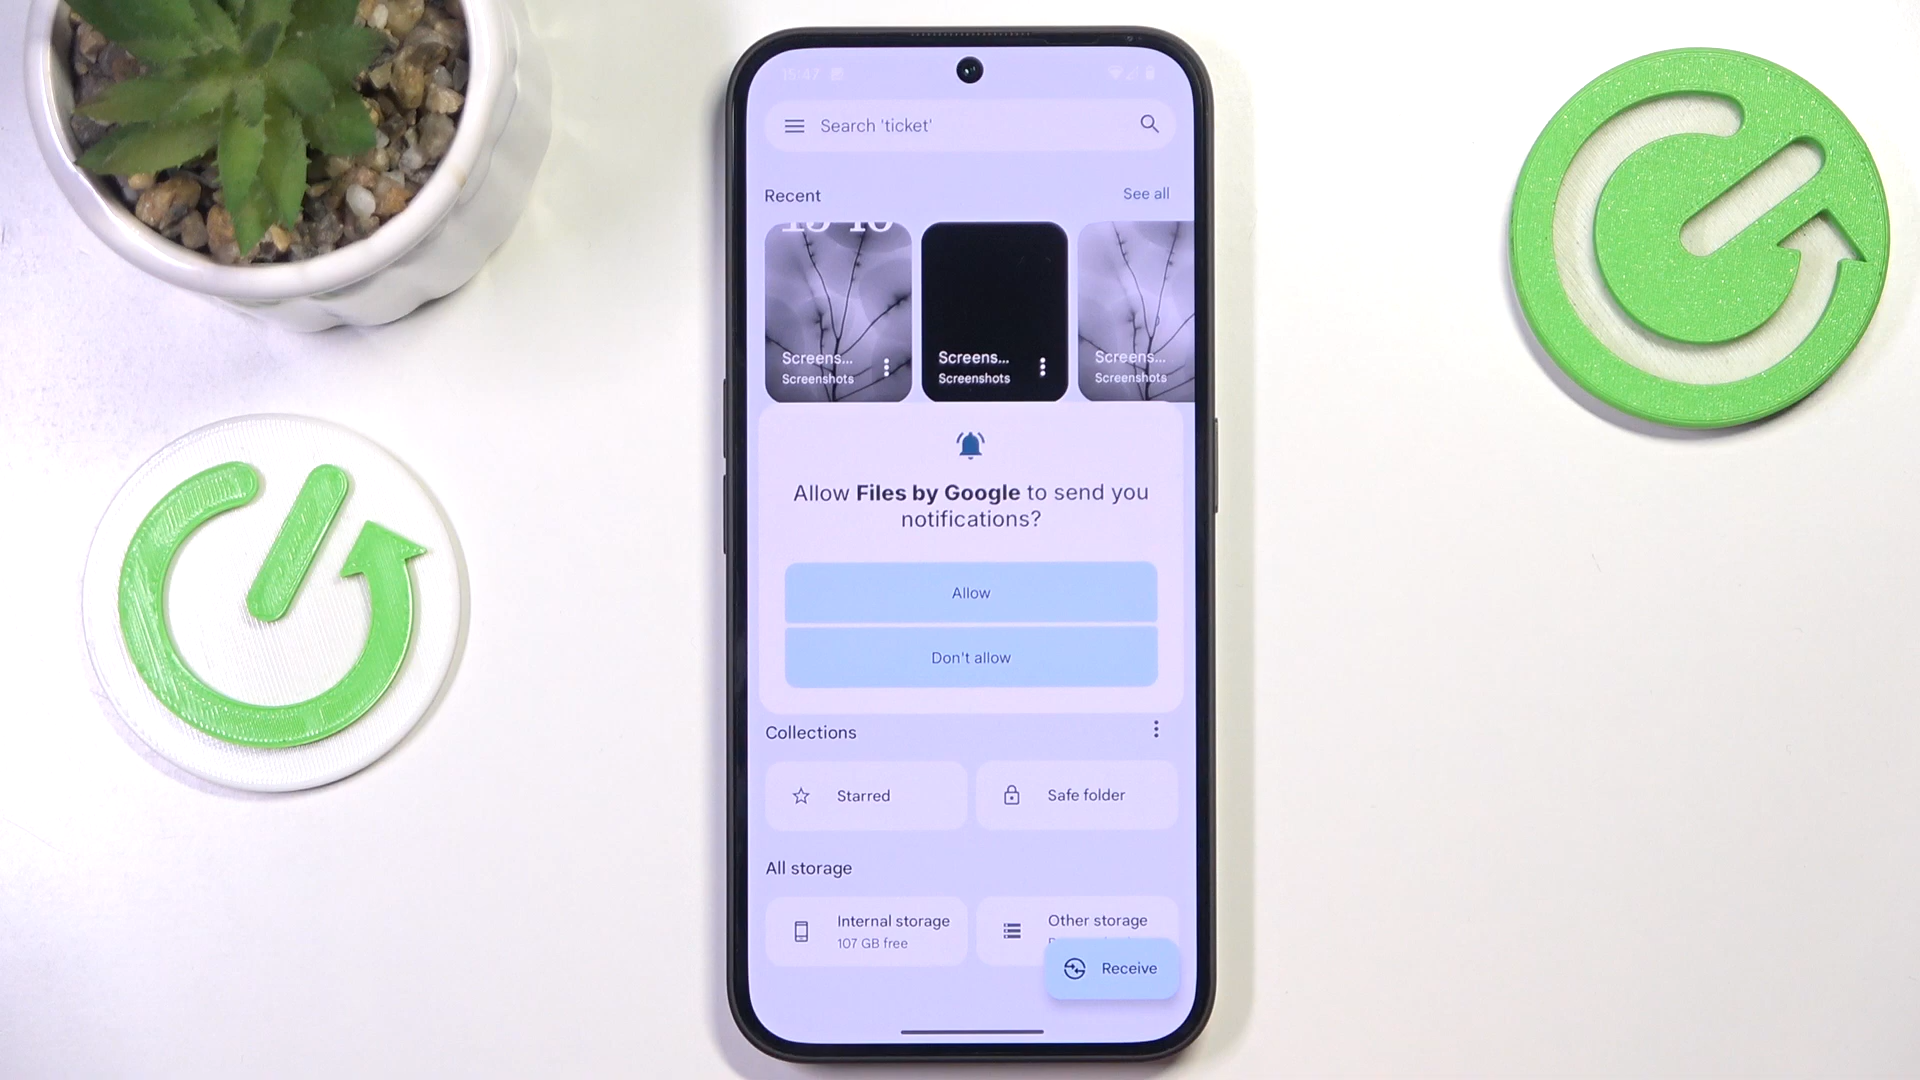 15:47
Search 'ticket'
Recent
See all
Screens...
Screenshots
Screens...
Screenshots
Screens...
Screenshots
Allow Files by Google to send you
notifications?
Allow
Don't allow
Collections
Starred
Safe folder
All storage
Internal storage
107 GB free
Other storage
Receive